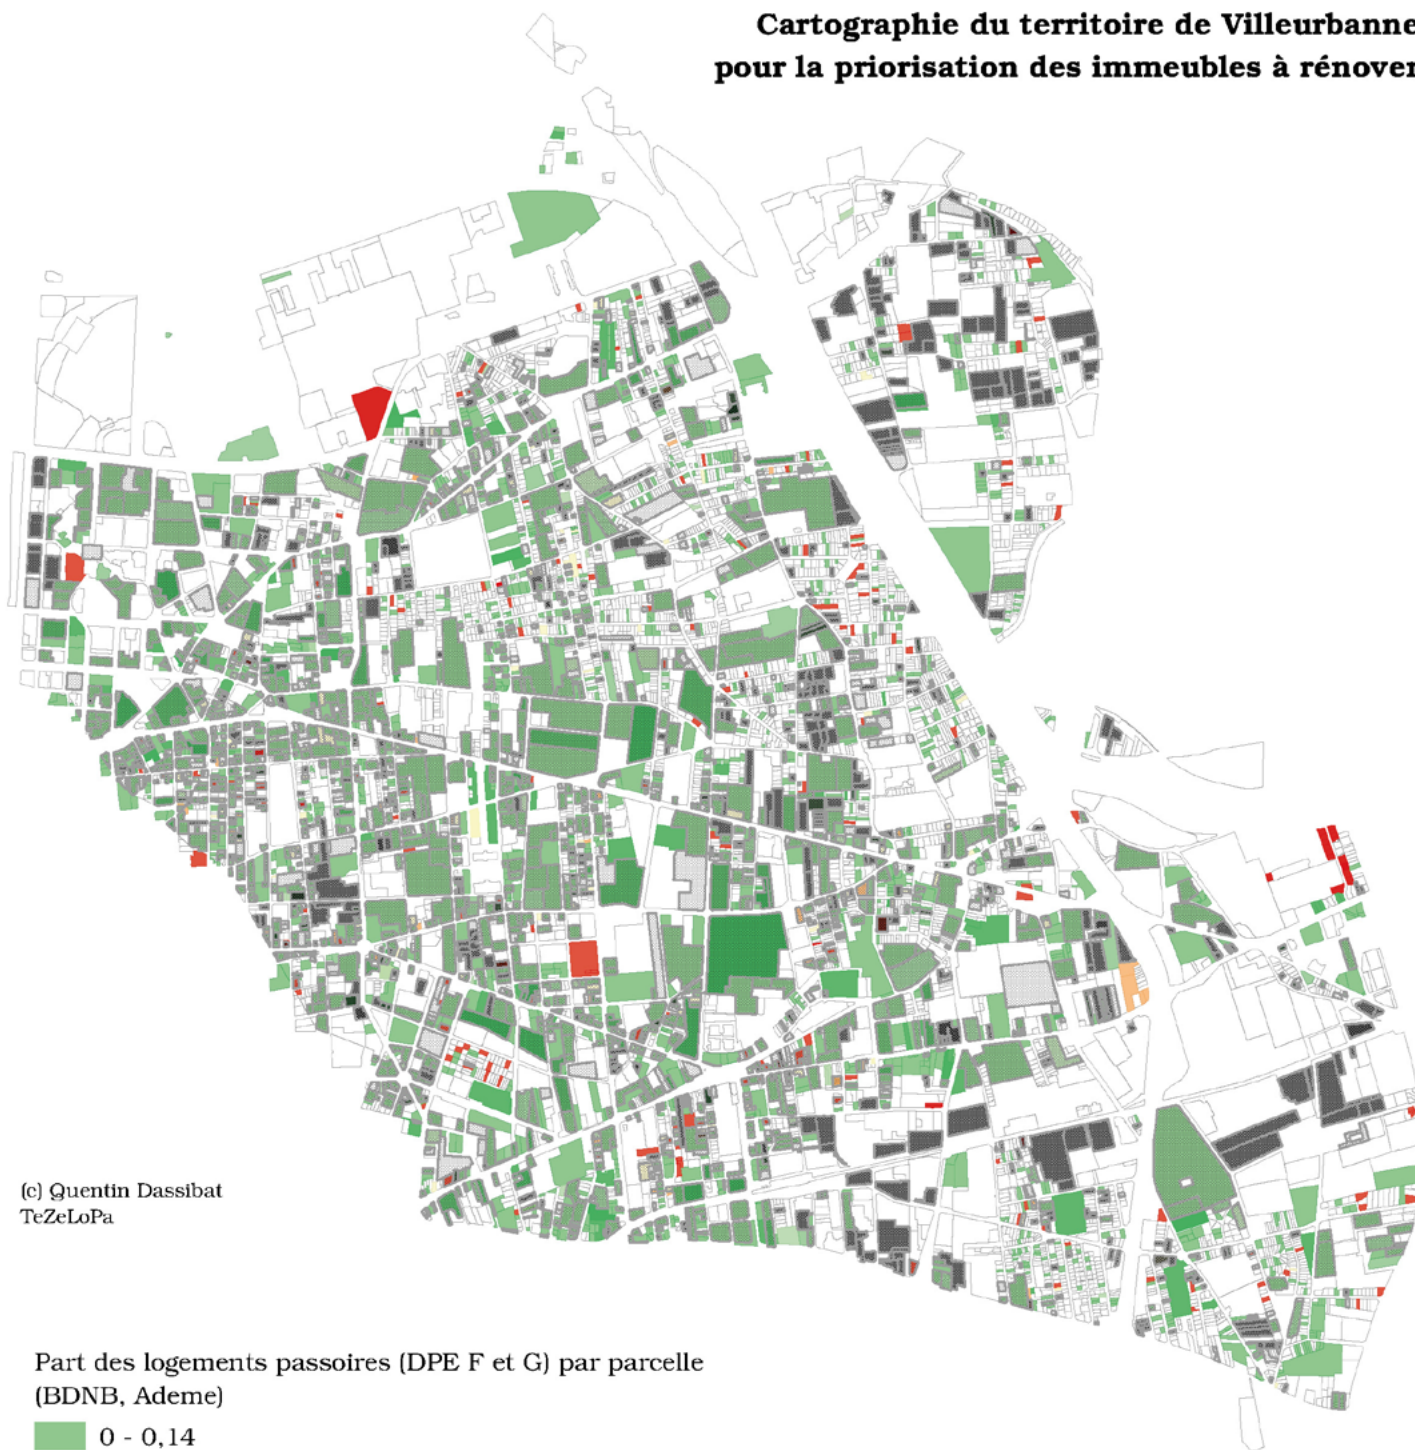 Cartographie du territoire de Villeurbanne
pour la priorisation des immeubles à rénover
(c) Quentin Dassibat
TeZeLoPa
Part des logements passoires (DPE F et G) par parcelle
(BDNB, Ademe)
0 - 0,14